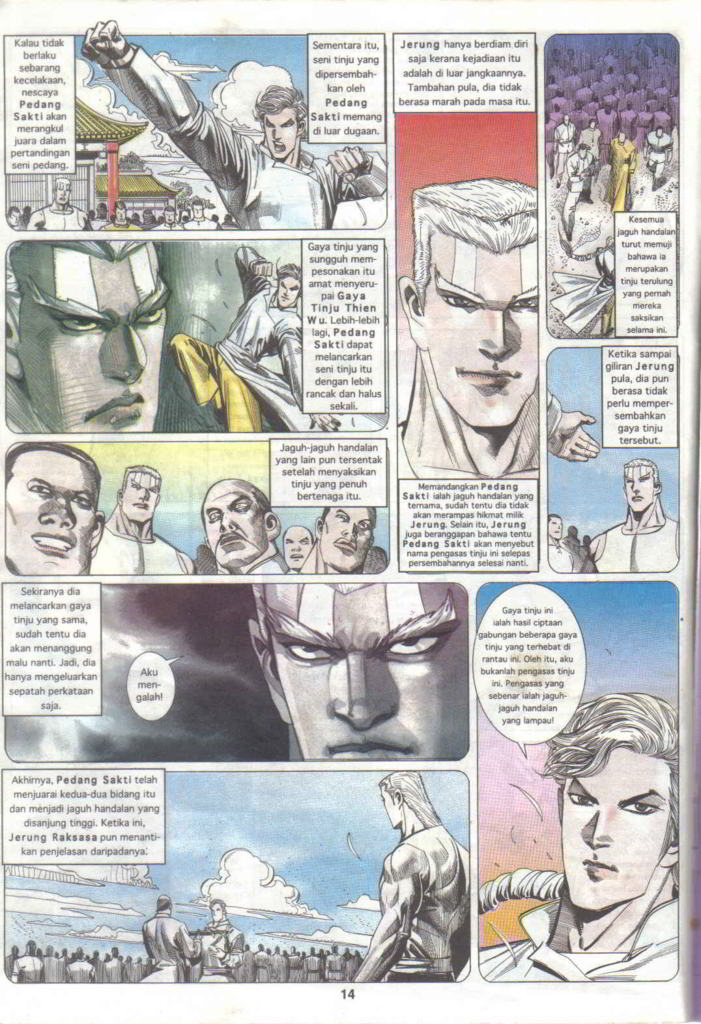 Kalau tidak
berlaku
sebarang
kecelakaan,
nescaya
Pedang
Sakti akan
merangkul
juara dalam
pertandingan
seni pedang.
Sementara itu,
seni tinju yang
dipersembah-
kan oleh
Pedang
Sakti memang
di luar dugaan.
Jerung hanya berdiam diri
saja kerana kejadiaan itu
adalah di luar jangkaannya.
Tambahan pula, dia tidak
berasa marah pada masa itu.
Kesemua
jaguh handalan
turut memuji
bahawa ia
merupakan
tinju terulung
yang pernah
mereka
saksikan
selama ini.
Gaya tinju yang
sungguh mem-
pesonakan itu
amat menyeru-
pai Gaya
Tinju Thien
Wu. Lebih-lebih
lagi, Pedang
Sakti dapat
melancarkan
seni tinju itu
dengan lebih
rancak dan halus
sekali.
Ketika sampai
giliran Jerung
pula, dia pun
berasa tidak
perlu memper-
sembahkan
gaya tinju
tersebut.
Jaguh-jaguh handalan
yang lain pun tersentak
setelah menyaksikan
tinju yang penuh
bertenaga itu.
Memandangkan Pedang
Sakti ialah jaguh handalan yang
ternama, sudah tentu dia tidak
akan merampas hikmat milik
Jerung. Selain itu, Jerung
juga beranggapan bahawa
Pedang Sakti akan menyebut
nama pengasas tinju ini selepas
persembahannya selesai nanti.
Sekiranya dia
melancarkan gaya
tinju yang sama,
sudah tentu dia
akan menanggung
malu nanti. Jadi, dia
hanya mengeluarkan
sepatah perkataan
saja.
Aku
men-
galah!
Gaya tinju ini
ialah hasil ciptaan
gabungan beberapa gaya
tinju yang terhebat di
rantau ini. Oleh itu, aku
bukanlah pengasas tinju
ini. Pengasas yang
sebenar ialah jaguh-
jaguh handalan
yang lampau!
Akhirnya, Pedang Sakti telah
menjuarai kedua-dua bidang itu
dan menjadi jaguh handalan yang
disanjung tinggi. Ketika ini,
Jerung Raksasa pun menanti-
kan penjelasan daripadanya.
14